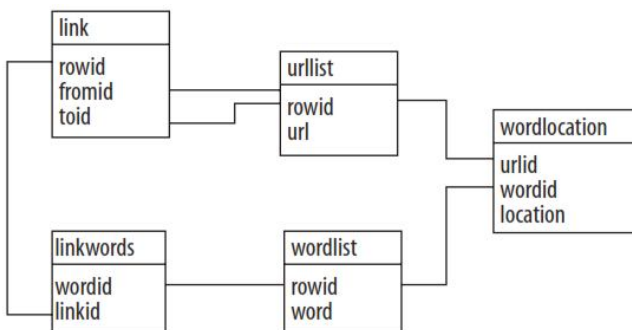 link
rowid
fromid
toid
urllist
rowid
url
wordlocation
urlid
wordid
location
linkwords
wordid
linkid
wordlist
rowid
word